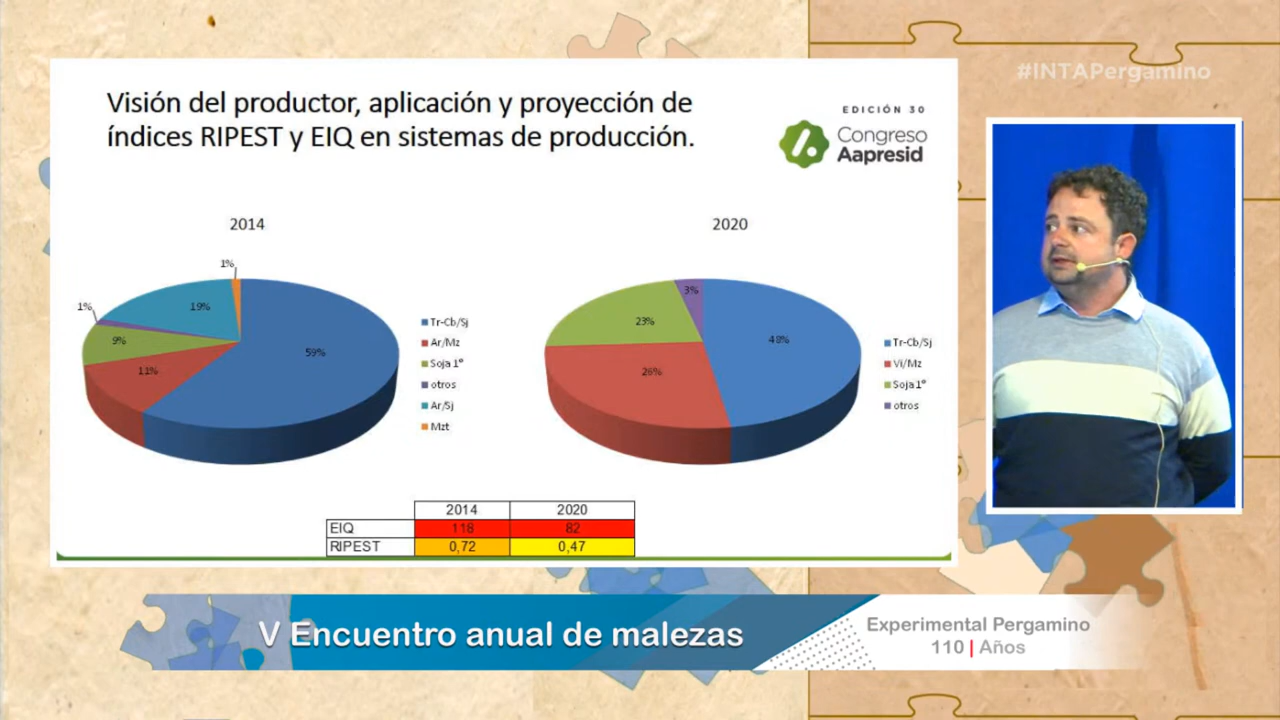 #INTAPergamino
Visión del productor, aplicación y proyección de
índices RIPEST y EIQ en sistemas de producción.
EDICIÓN 30
Congreso
Aapresid
2014
1%
1%
19%
9%
11%
59%
Tr-Cb/Sj
Ar/Mz
Soja 1°
otros
Ar/Sj
Mzt
2020
3%
23%
48%
26%
Tr-Cb/Sj
Vi/Mz
Soja 1°
otros
2014 2020
EIQ 118 82
RIPEST 0,72 0,47
V Encuentro anual de malezas
Experimental Pergamino
110 | Años